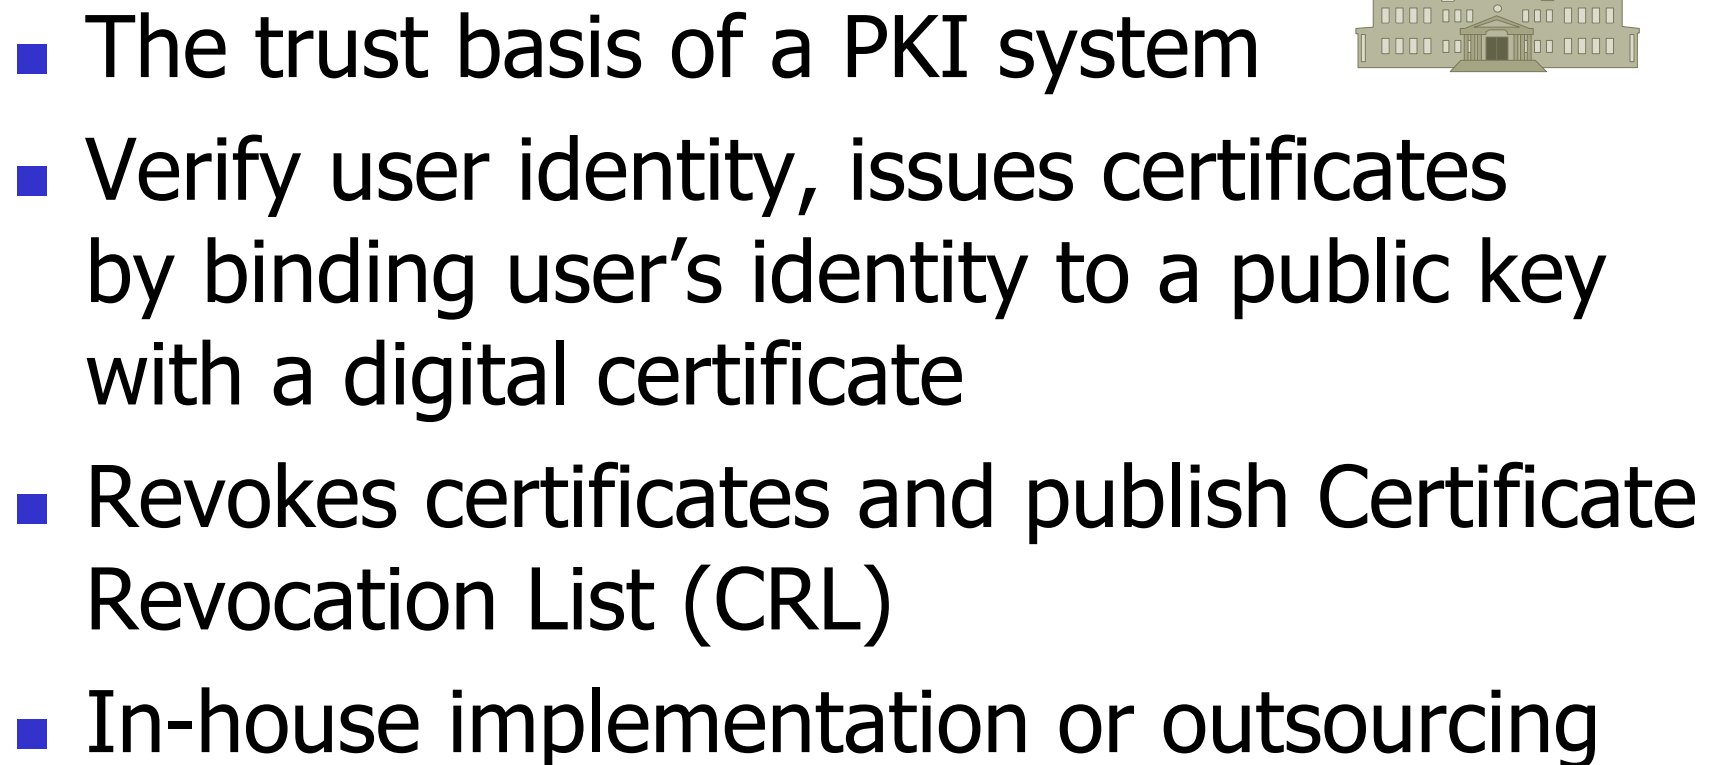 The trust basis of a PKI system
Verify user identity, issues certificates
by binding user’s identity to a public key
with a digital certificate
Revokes certificates and publish Certificate
Revocation List (CRL)
In-house implementation or outsourcing